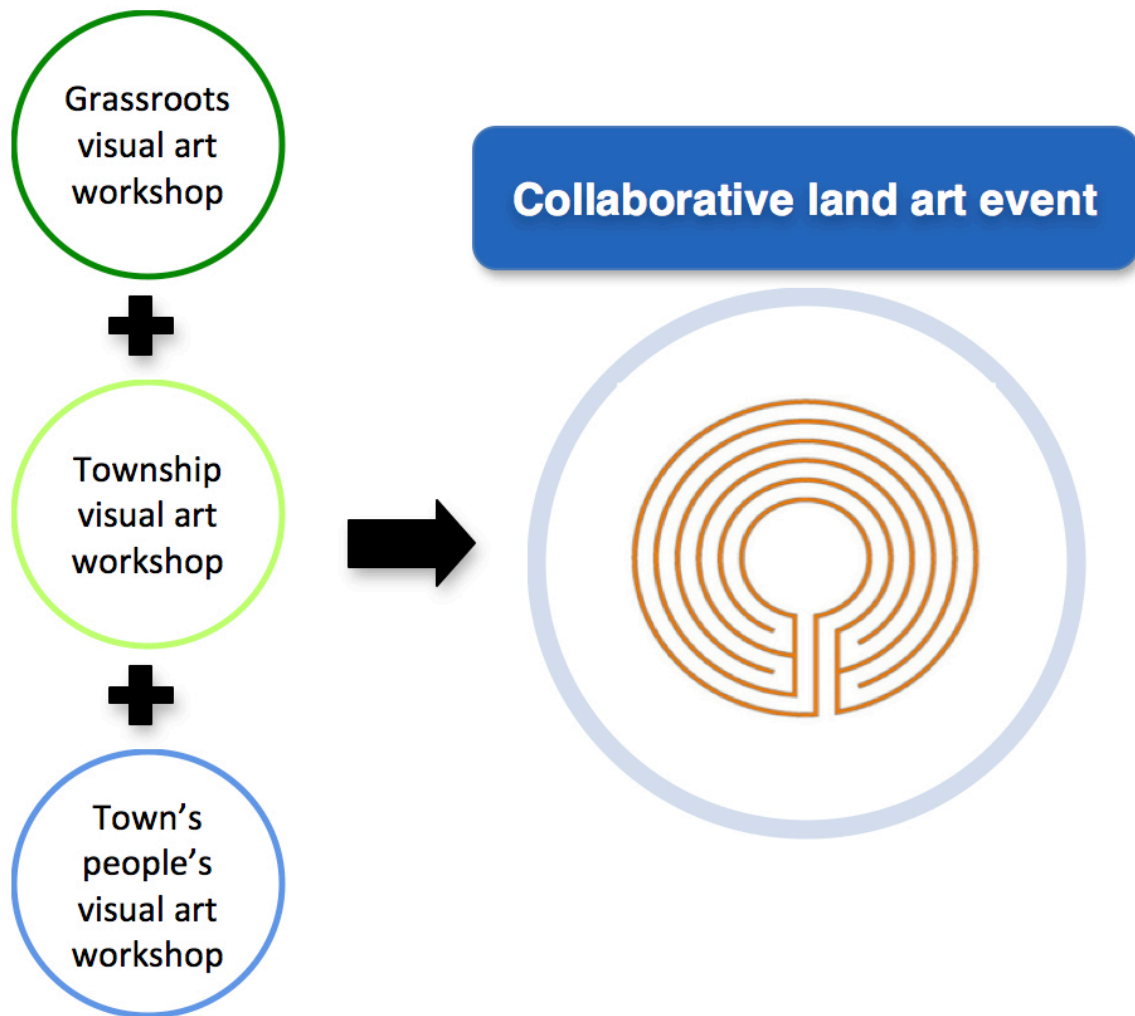 Grassroots
visual art
workshop
Collaborative land art event
Township
visual art
workshop
Town’s
people’s
visual art
workshop